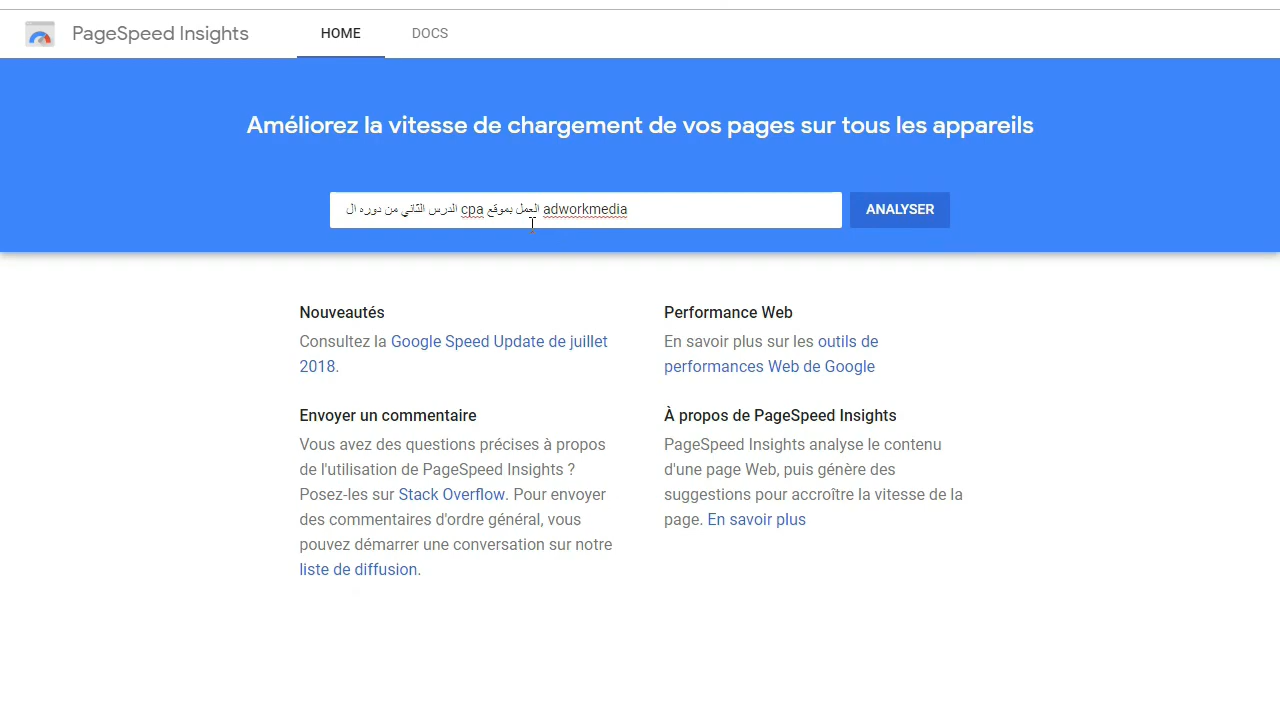 PageSpeed Insights
HOME
DOCS
Améliorez la vitesse de chargement de vos pages sur tous les appareils
الدرس الثاني من دوره ال cpa العمل بموقع adworkmedia
ANALYSER
Nouveautés
Consultez la Google Speed Update de juillet
2018.
Performance Web
En savoir plus sur les outils de
performances Web de Google
Envoyer un commentaire
Vous avez des questions précises à propos
de l'utilisation de PageSpeed Insights ?
Posez-les sur Stack Overflow. Pour envoyer
des commentaires d'ordre général, vous
pouvez démarrer une conversation sur notre
liste de diffusion.
À propos de PageSpeed Insights
PageSpeed Insights analyse le contenu
d'une page Web, puis génère des
suggestions pour accroître la vitesse de la
page. En savoir plus